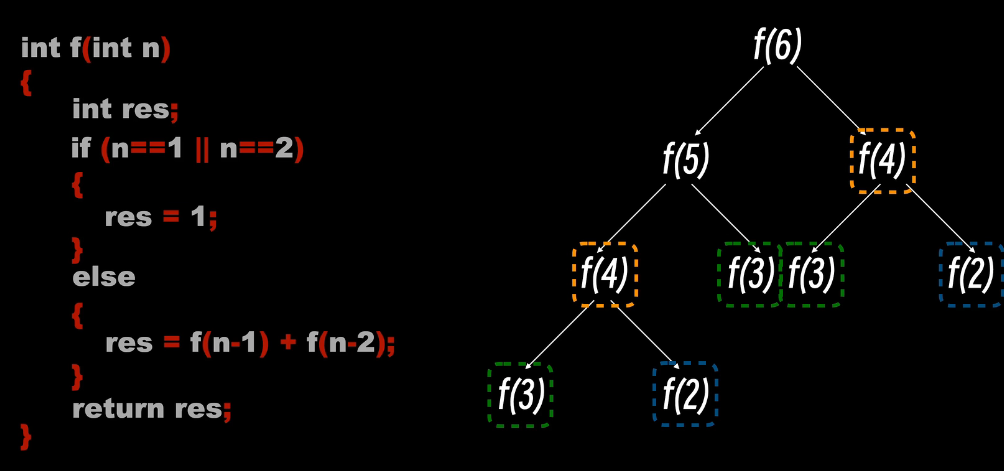 int f(int n)
{
int res;
if (n==1 || n==2)
{
res = 1;
}
else
{
res = f(n-1) + f(n-2);
}
return res;
}
f(6)
f(5) f(4)
f(4) f(3) f(3) f(2)
f(3) f(2)